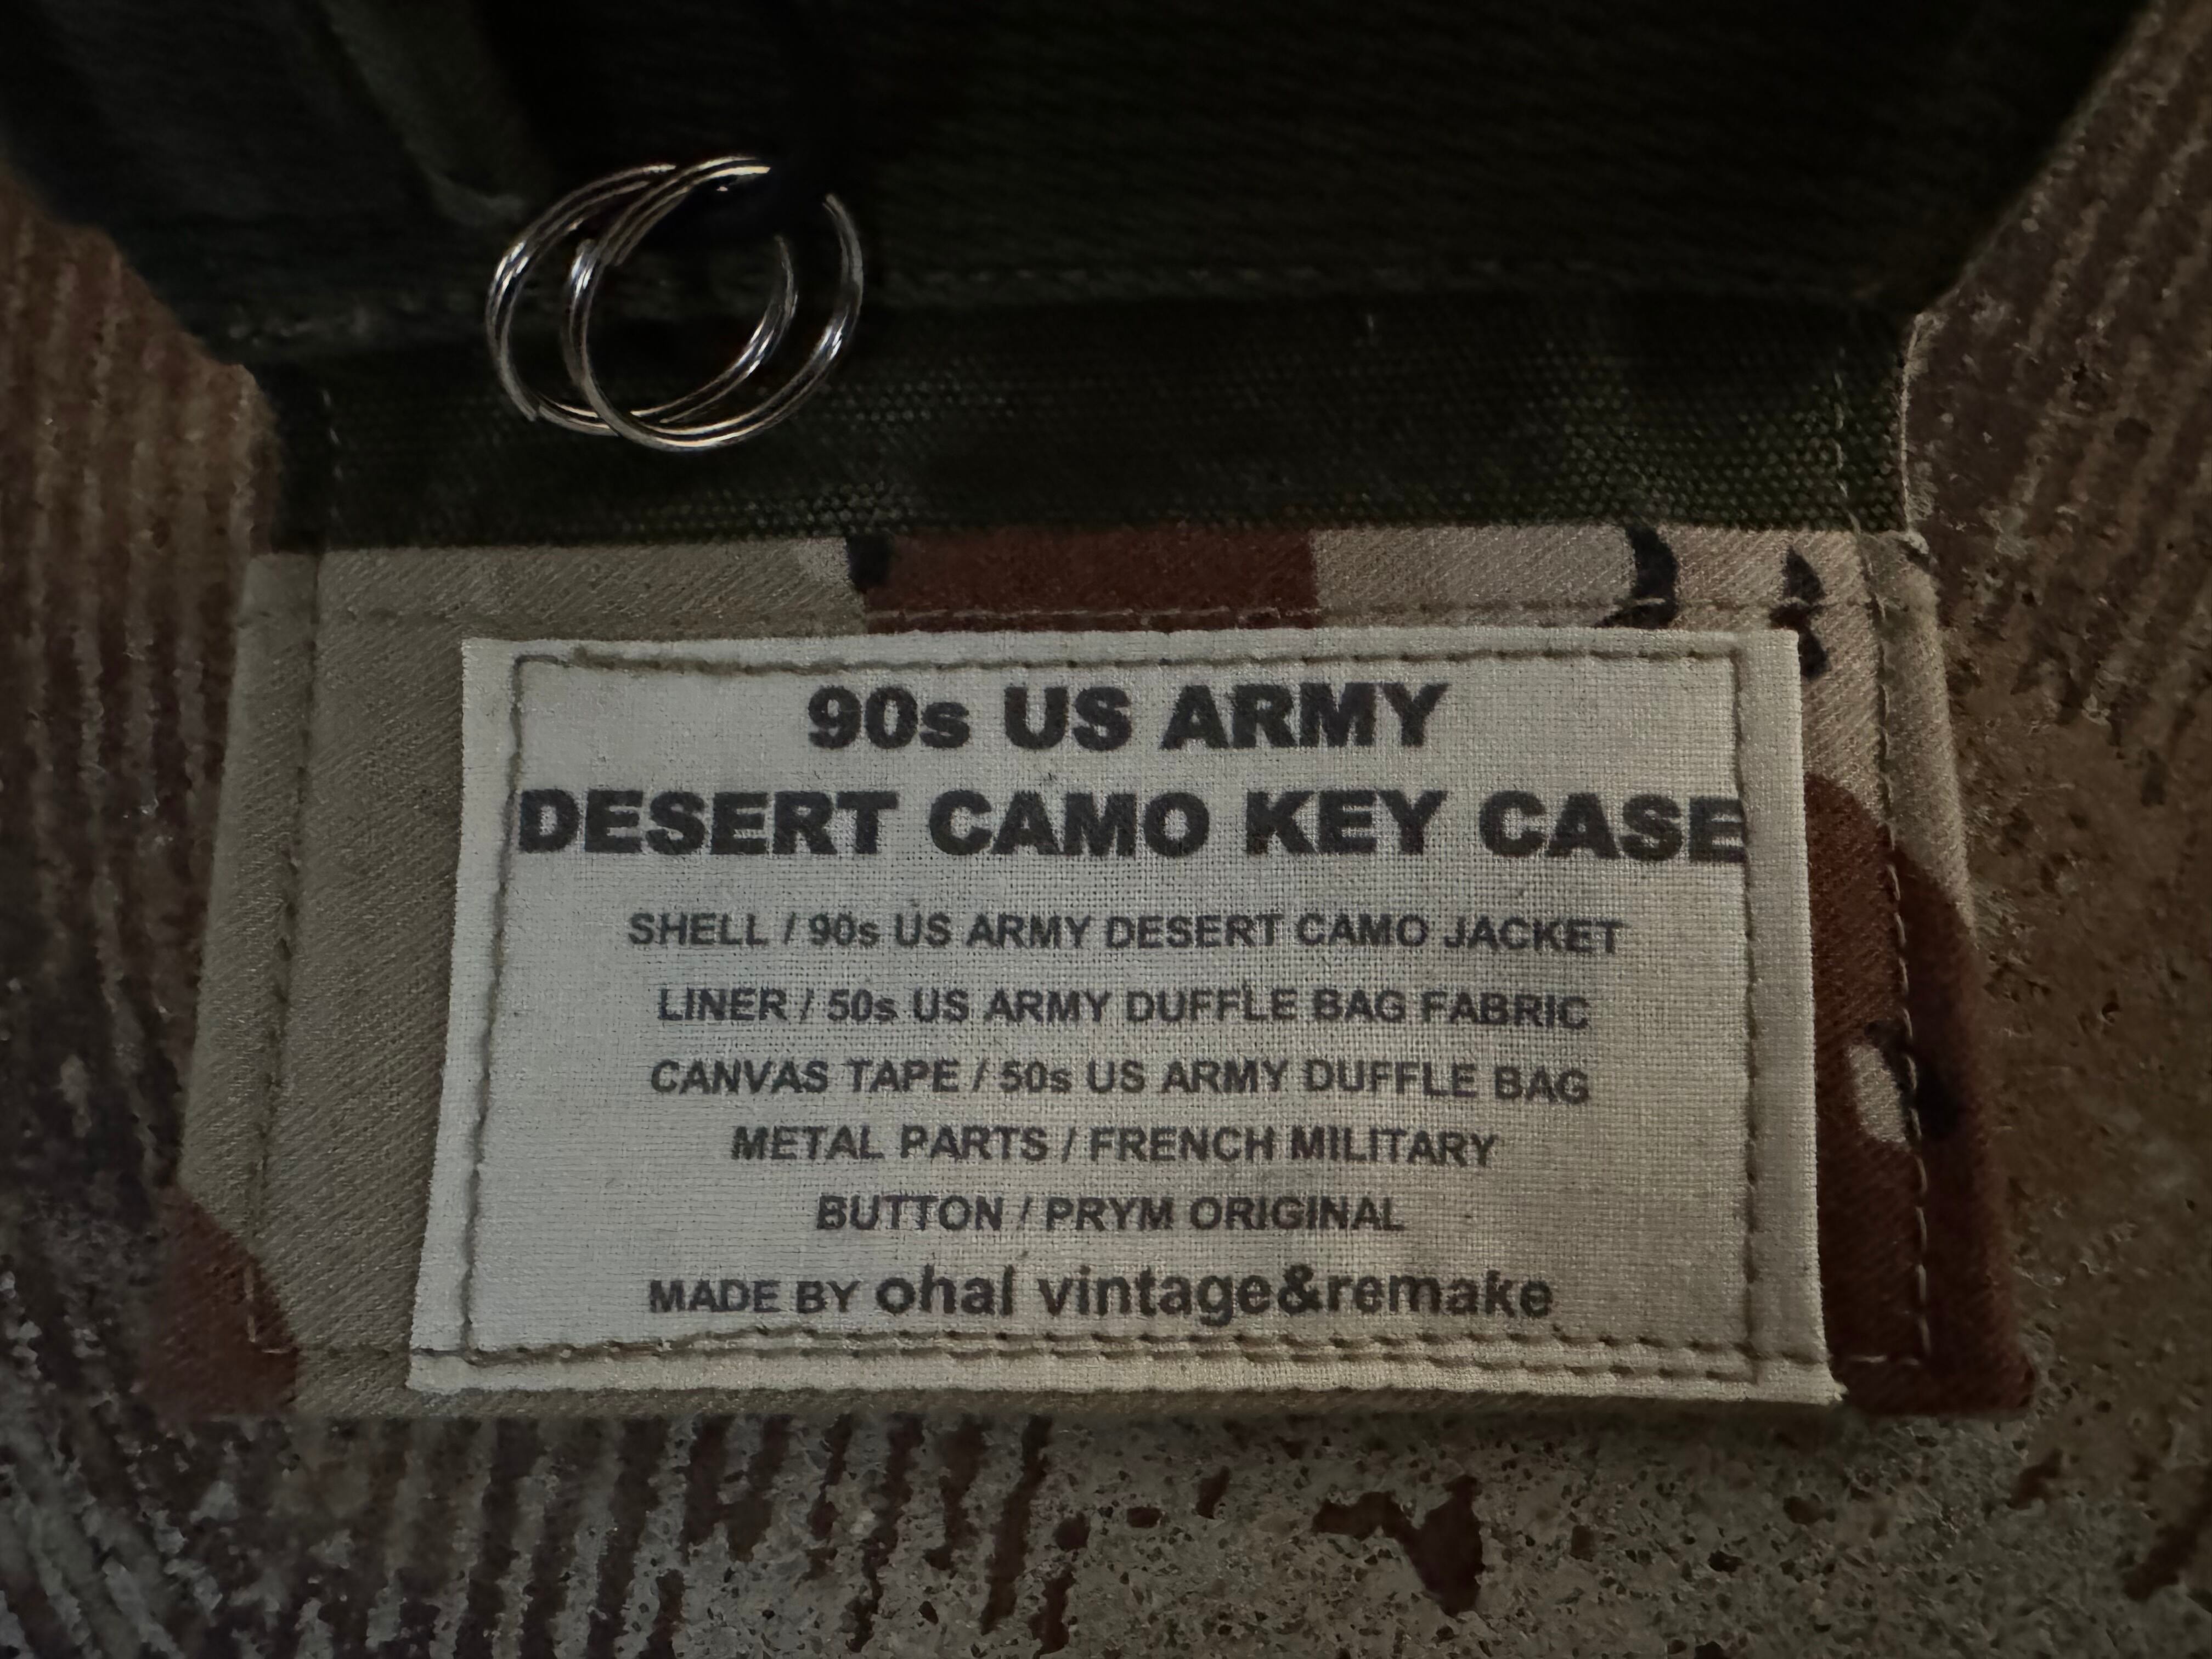 90s US ARMY
DESERT CAMO KEY CASE
SHELL / 90s US ARMY DESERT CAMO JACKET
LINER / 50s US ARMY DUFFLE BAG FABRIC
CANVAS TAPE / 50s US ARMY DUFFLE BAG
METAL PARTS / FRENCH MILITARY
BUTTON / PRYM ORIGINAL
MADE BY ohal vintage&remake